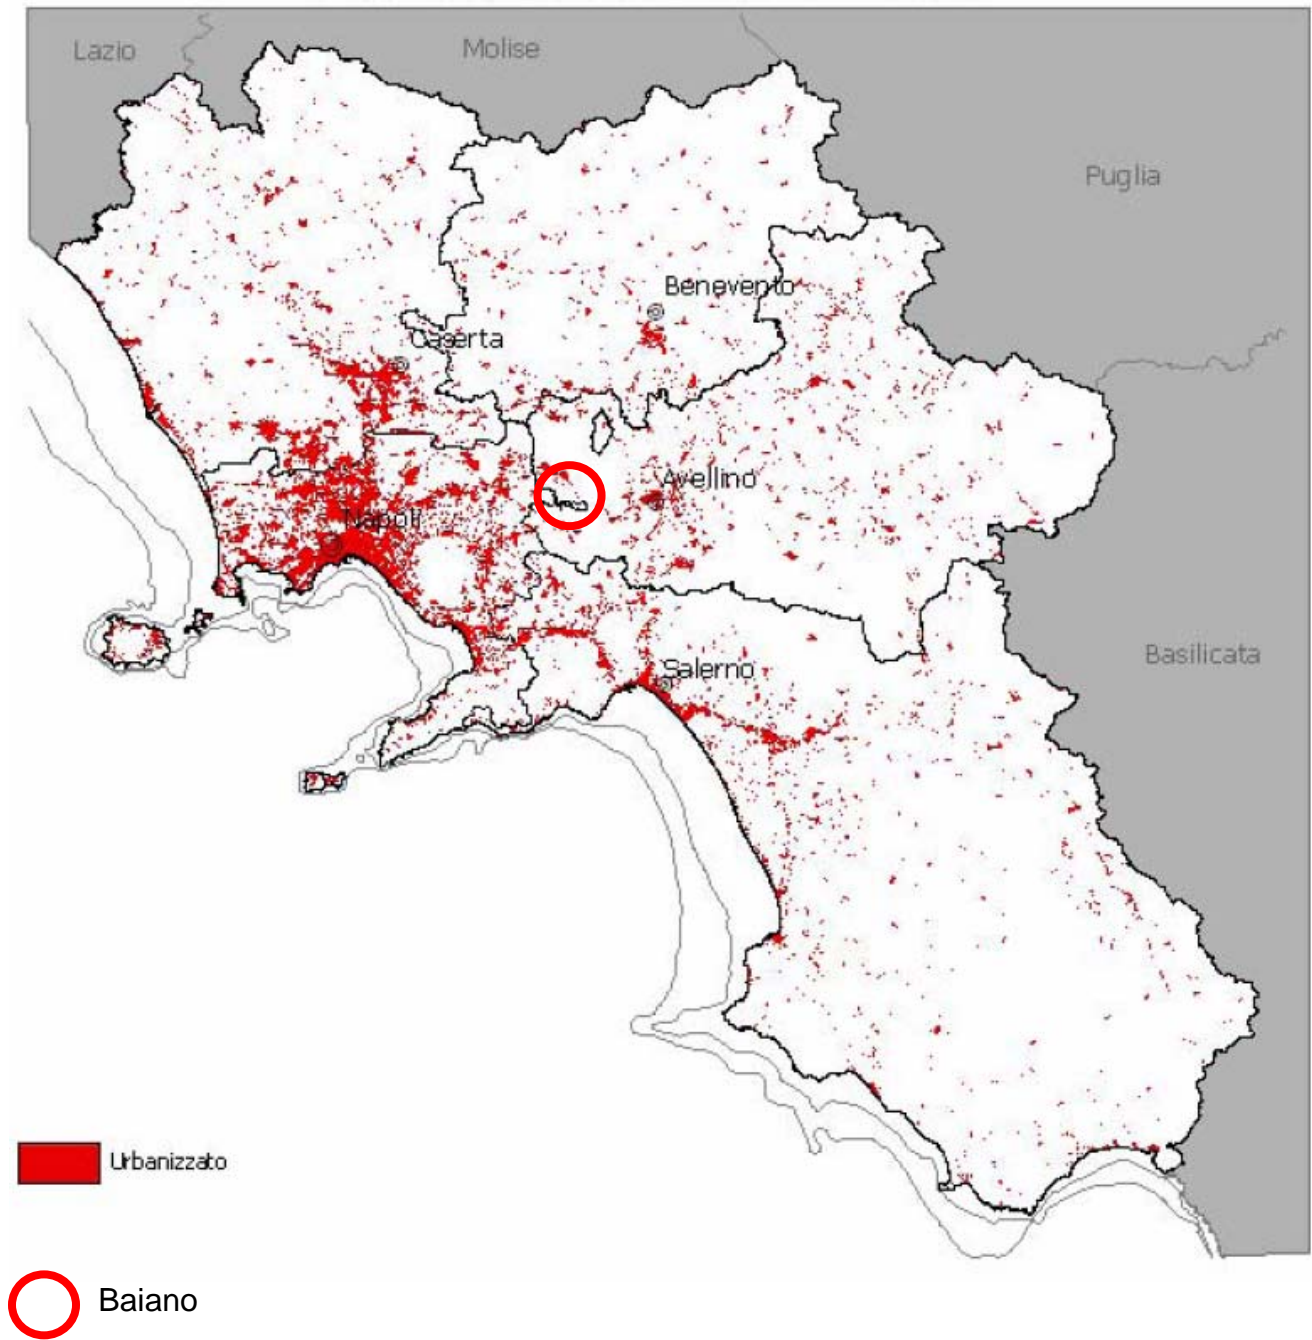 Lazio
Molise
Puglia
Benevento
Caserta
Avellino
Napoli
Salerno
Basilicata
Urbanizzato
Baiano